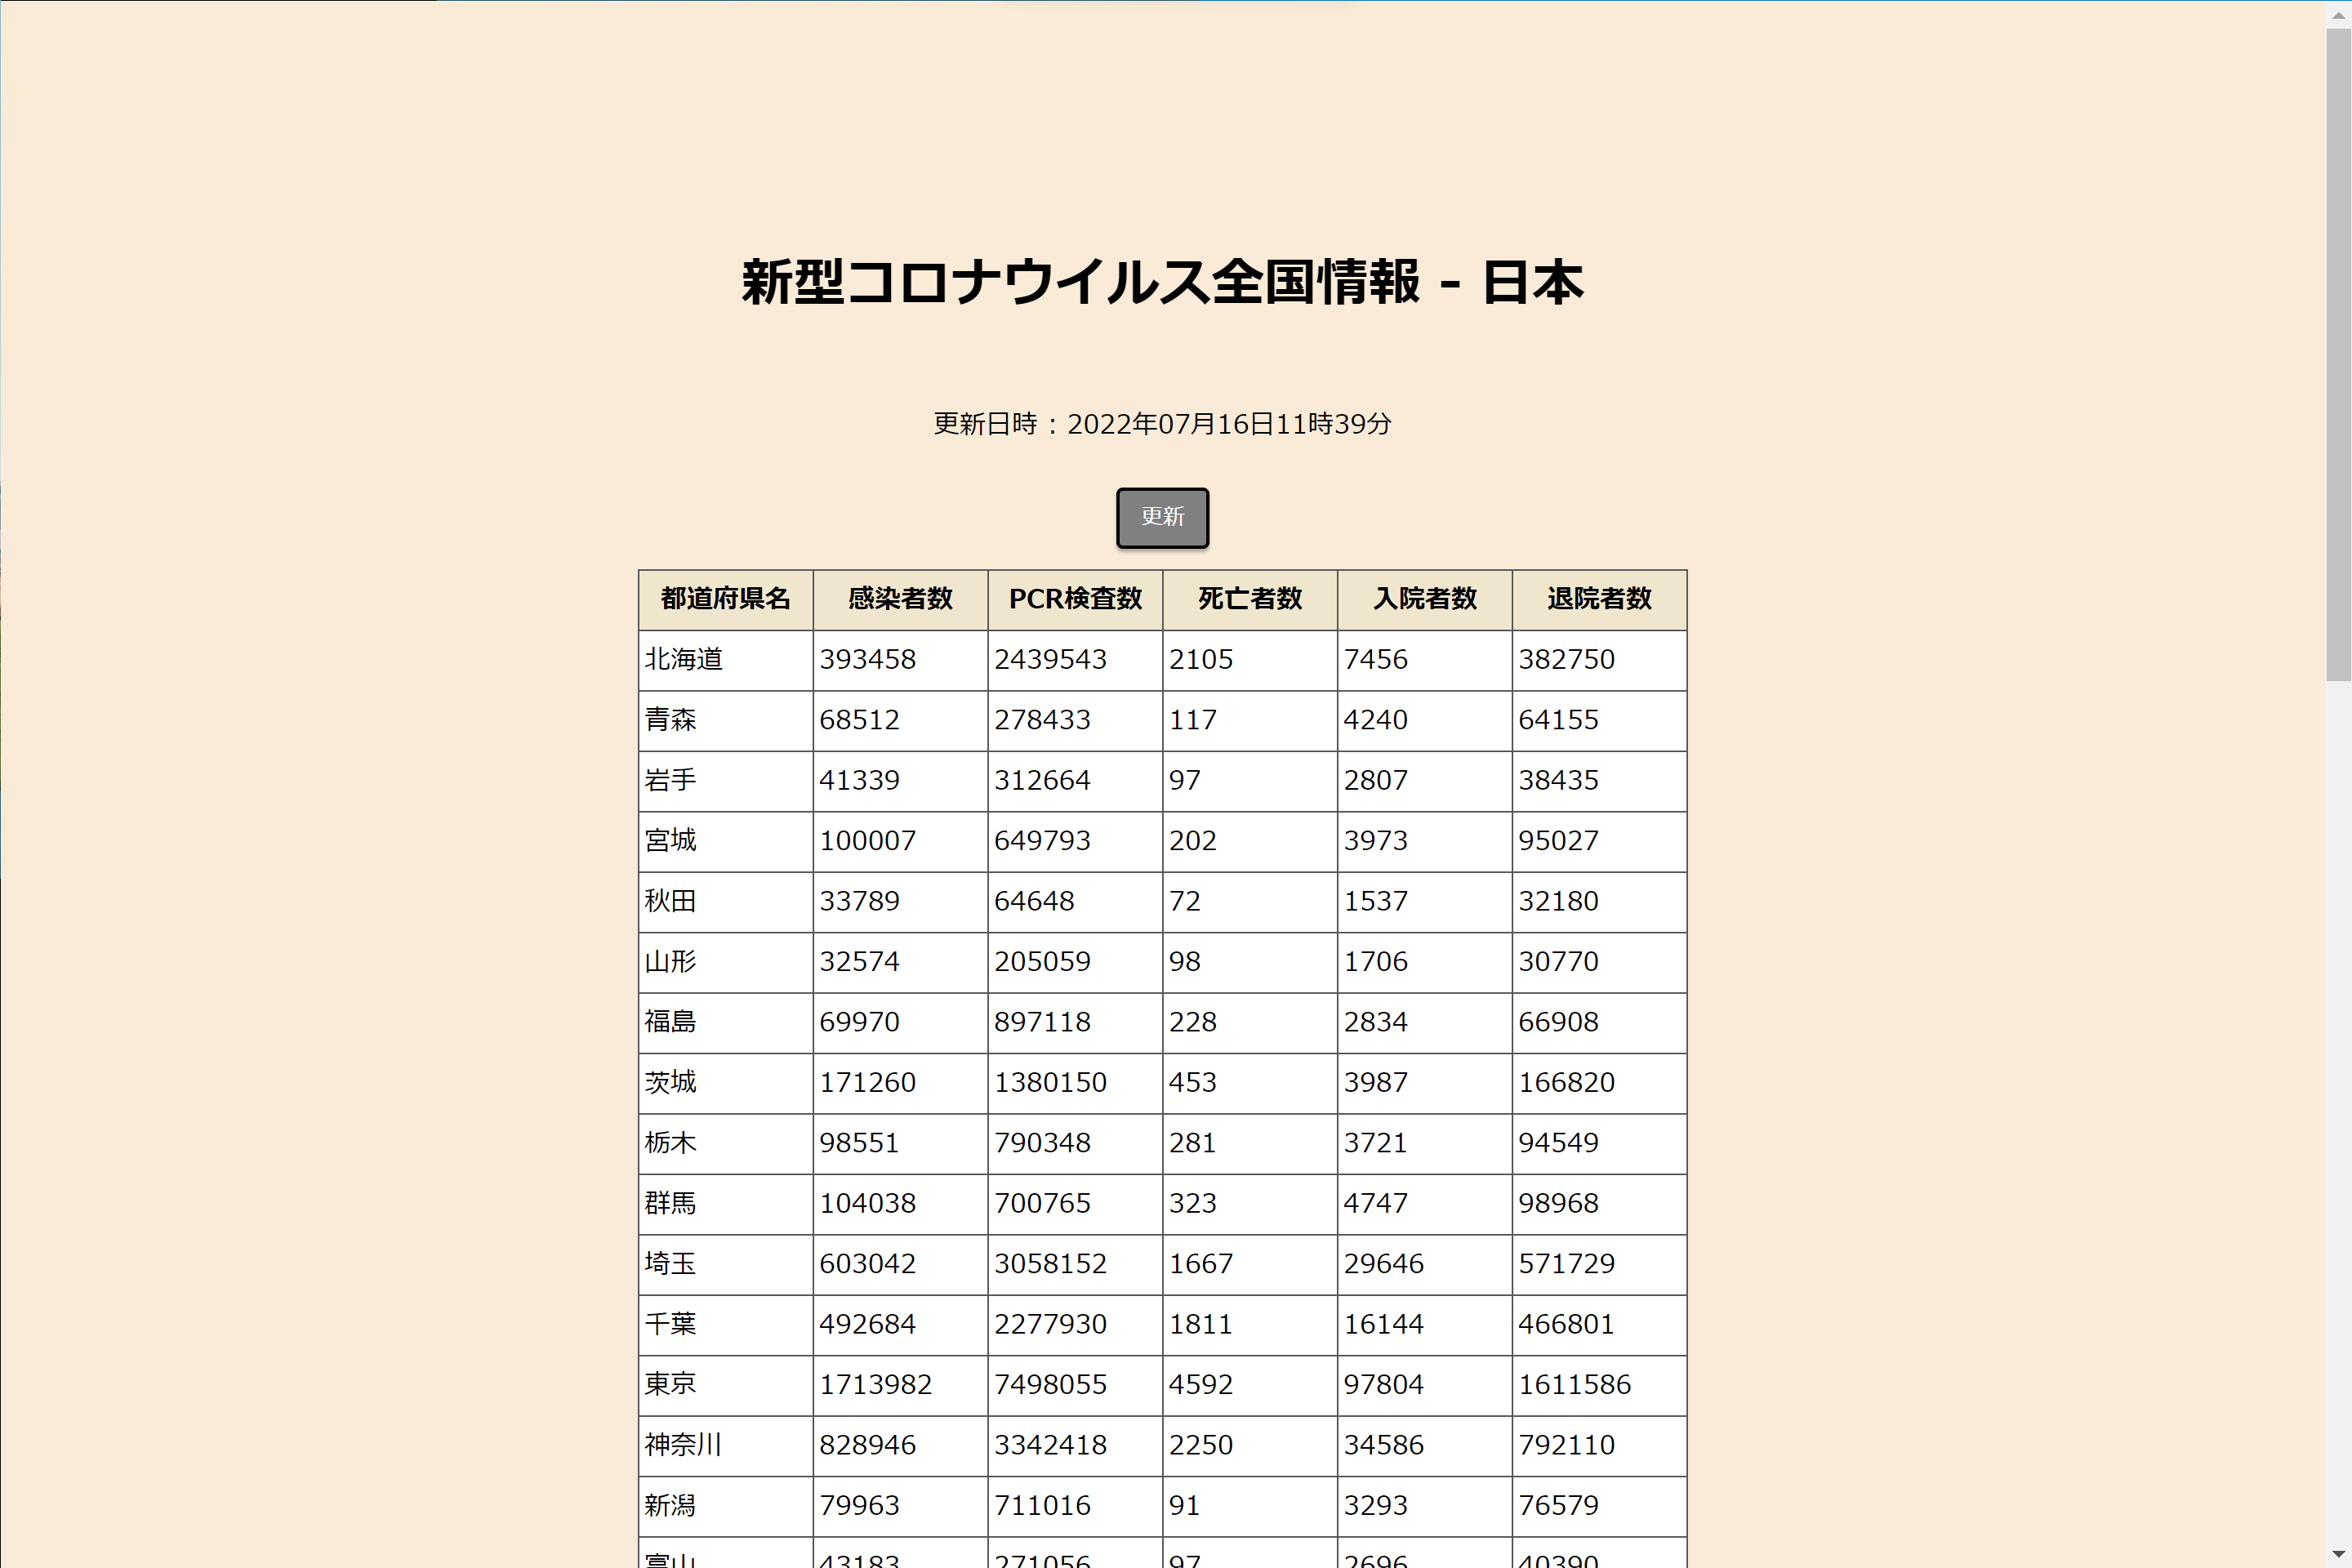 新型コロナウイルス全国情報 - 日本
更新日時：2022年07月16日11時39分
更新
都道府県名 感染者数 PCR検査数 死亡者数 入院者数 退院者数
北海道 393458 2439543 2105 7456 382750
青森 68512 278433 117 4240 64155
岩手 41339 312664 97 2807 38435
宮城 100007 649793 202 3973 95027
秋田 33789 64648 72 1537 32180
山形 32574 205059 98 1706 30770
福島 69970 897118 228 2834 66908
茨城 171260 1380150 453 3987 166820
栃木 98551 790348 281 3721 94549
群馬 104038 700765 323 4747 98968
埼玉 603042 3058152 1667 29646 571729
千葉 492684 2277930 1811 16144 466801
東京 1713982 7498055 4592 97804 1611586
神奈川 828946 3342418 2250 34586 792110
新潟 79963 711016 91 3293 76579
富山 43183 271056 97 2696 40390